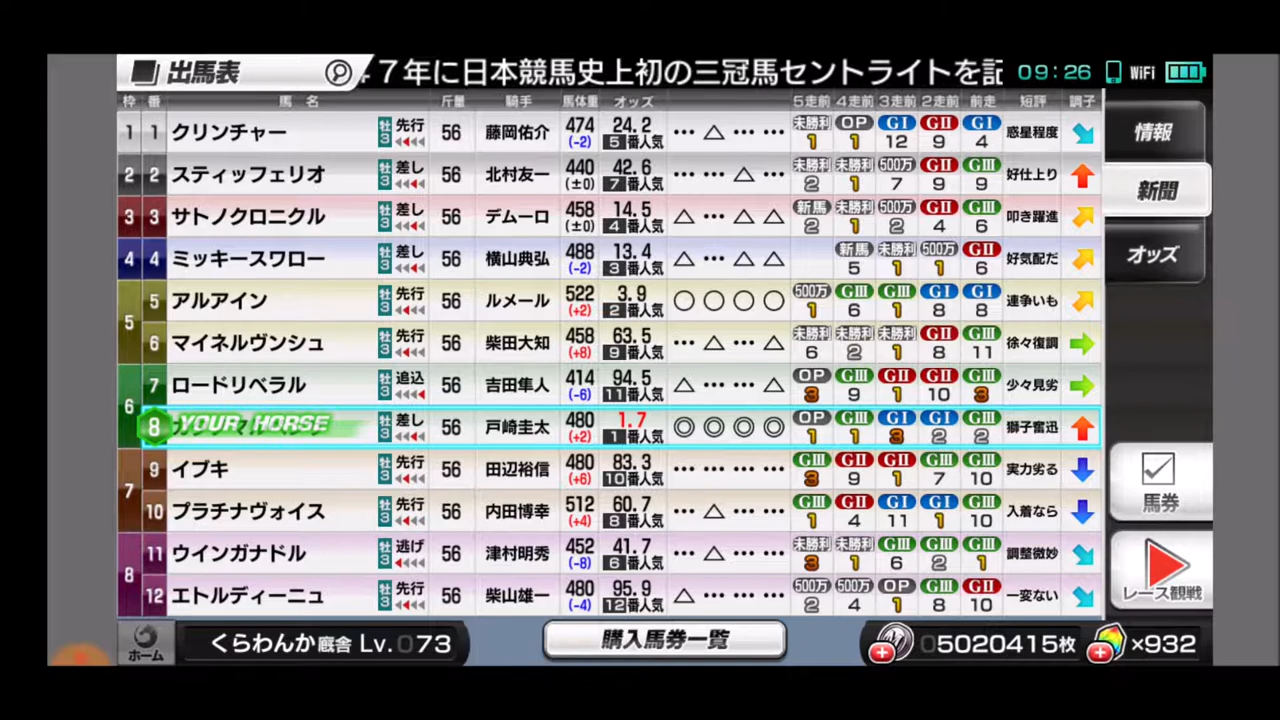 出馬表 ７年に日本競馬史上初の三冠馬セントライトを記 09:26 WiFi
枠 番 馬 名 斤量 騎手 馬体重 オッズ 5走前 4走前 3走前 2走前 前走 短評 調子
1 1 クリンチャー 牡3 先行 56 藤岡佑介 474 (-2) 24.2 5番人気 … △ … … 未勝利 1 OP 1 GI 12 GII 9 GI 4 惑星程度
2 2 スティッフェリオ 牡3 差し 56 北村友一 440 (±0) 42.6 7番人気 … … △ … 未勝利 2 未勝利 1 500万 7 GII 9 GIII 9 好仕上り
3 3 サトノクロニクル 牡3 差し 56 デムーロ 458 (±0) 14.5 4番人気 △ … △ △ 新馬 2 未勝利 1 500万 2 GII 4 GIII 6 叩き躍進
4 4 ミッキースワロー 牡3 差し 56 横山典弘 488 (-2) 13.4 3番人気 △ … △ △ 新馬 5 未勝利 1 500万 1 GII 6 好気配だ
5 5 アルアイン 牡3 先行 56 ルメール 522 (+2) 3.9 2番人気 ○ ○ ○ ○ 500万 1 GIII 6 GIII 1 GI 8 GI 8 連争いも
6 マイネルヴンシュ 牡3 先行 56 柴田大知 458 (+8) 63.5 9番人気 … △ … △ 未勝利 6 未勝利 2 未勝利 1 GII 8 GIII 11 徐々復調
6 7 ロードリベラル 牡3 追込 56 吉田隼人 414 (-6) 94.5 11番人気 △ … … △ OP 3 GIII 9 GII 1 GII 10 GIII 3 少々見劣
8 YOUR HORSE 牡3 差し 56 戸崎圭太 480 (+2) 1.7 1番人気 ◎ ◎ ◎ ◎ OP 1 GIII 1 GI 3 GI 2 GIII 2 獅子奮迅
7 9 イブキ 牡3 先行 56 田辺裕信 480 (+6) 83.3 10番人気 … … … … GIII 3 GII 9 GII 1 GIII 7 GIII 10 実力劣る
10 プラチナヴォイス 牡3 先行 56 内田博幸 512 (+4) 60.7 8番人気 … △ … … GIII 1 GII 4 GI 11 GI 1 GIII 10 入着なら
8 11 ウインガナドル 牡3 逃げ 56 津村明秀 452 (-8) 41.7 6番人気 … △ … … 未勝利 3 未勝利 1 GIII 6 GIII 2 GIII 1 調整微妙
12 エトルディーニュ 牡3 先行 56 柴山雄一 480 (-4) 95.9 12番人気 △ … … … 500万 2 500万 4 OP 1 GIII 8 GII 10 一変ない
情報
新聞
オッズ
馬券
レース観戦
ホーム くらわんか厩舎 Lv.073 購入馬券一覧 05020415枚 ×932